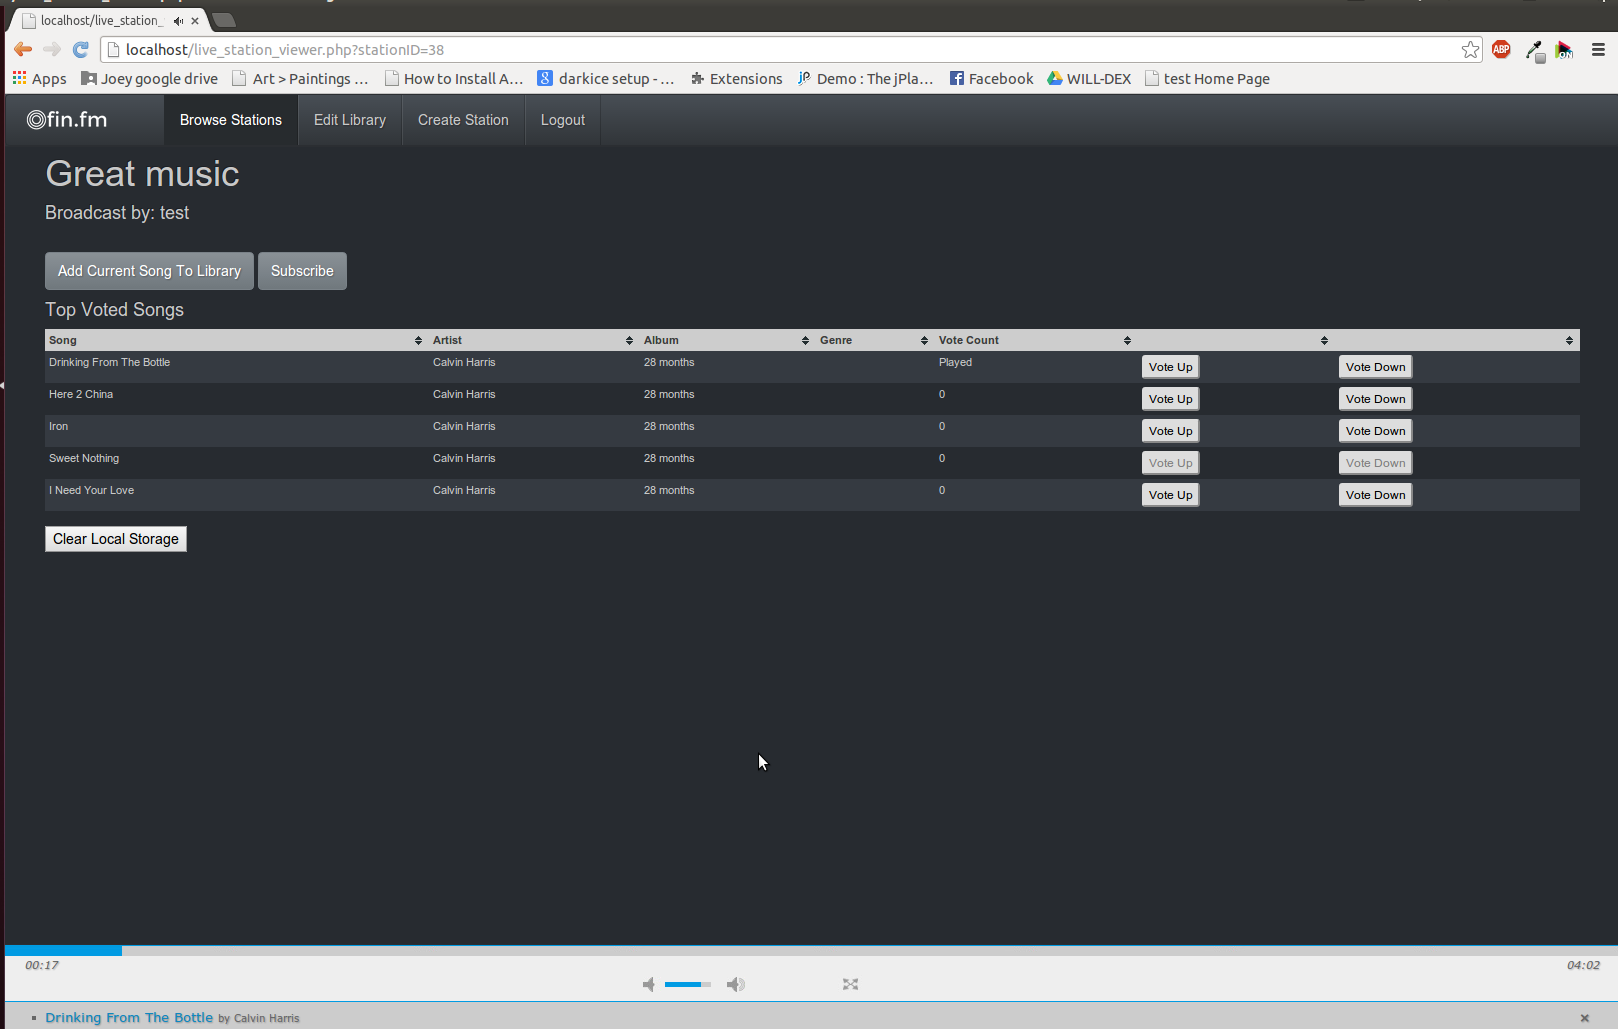 localhost/live_station_
localhost/live_station_viewer.php?stationID=38
ABP
ON
Apps Joey google drive Art > Paintings ... How to Install A... darkice setup - ... Extensions Demo : The jPla... Facebook WILL-DEX test Home Page
fin.fm Browse Stations Edit Library Create Station Logout
Great music
Broadcast by: test
Add Current Song To Library Subscribe
Top Voted Songs
Song Artist Album Genre Vote Count
Drinking From The Bottle Calvin Harris 28 months Played Vote Up Vote Down
Here 2 China Calvin Harris 28 months 0 Vote Up Vote Down
Iron Calvin Harris 28 months 0 Vote Up Vote Down
Sweet Nothing Calvin Harris 28 months 0 Vote Up Vote Down
I Need Your Love Calvin Harris 28 months 0 Vote Up Vote Down
Clear Local Storage
00:17 04:02
Drinking From The Bottle by Calvin Harris